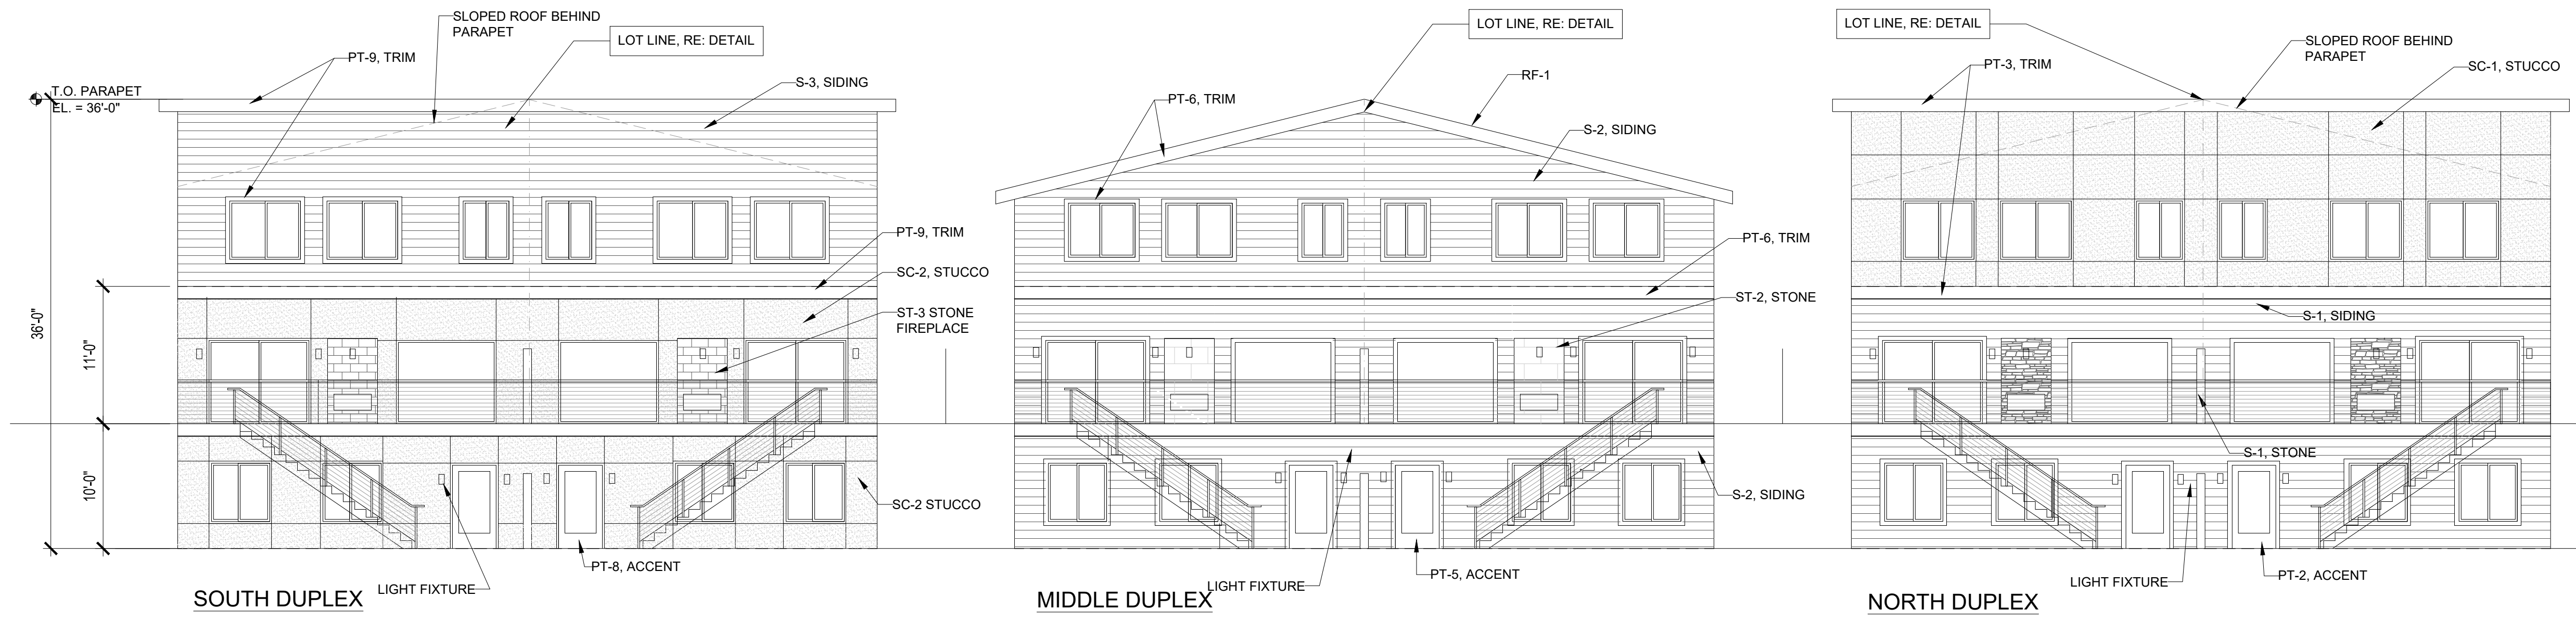 SLOPED ROOF BEHIND
PARAPET
LOT LINE, RE: DETAIL
PT-9, TRIM
S-3, SIDING
T.O. PARAPET
EL. = 36'-0"
PT-9, TRIM
SC-2, STUCCO
ST-3 STONE
FIREPLACE
36'-0"
11'-0"
10'-0"
SC-2 STUCCO
PT-8, ACCENT
LIGHT FIXTURE
SOUTH DUPLEX
LOT LINE, RE: DETAIL
RF-1
PT-6, TRIM
S-2, SIDING
PT-6, TRIM
ST-2, STONE
S-2, SIDING
PT-5, ACCENT
LIGHT FIXTURE
MIDDLE DUPLEX
LOT LINE, RE: DETAIL
SLOPED ROOF BEHIND
PARAPET
PT-3, TRIM
SC-1, STUCCO
S-1, SIDING
S-1, STONE
PT-2, ACCENT
LIGHT FIXTURE
NORTH DUPLEX